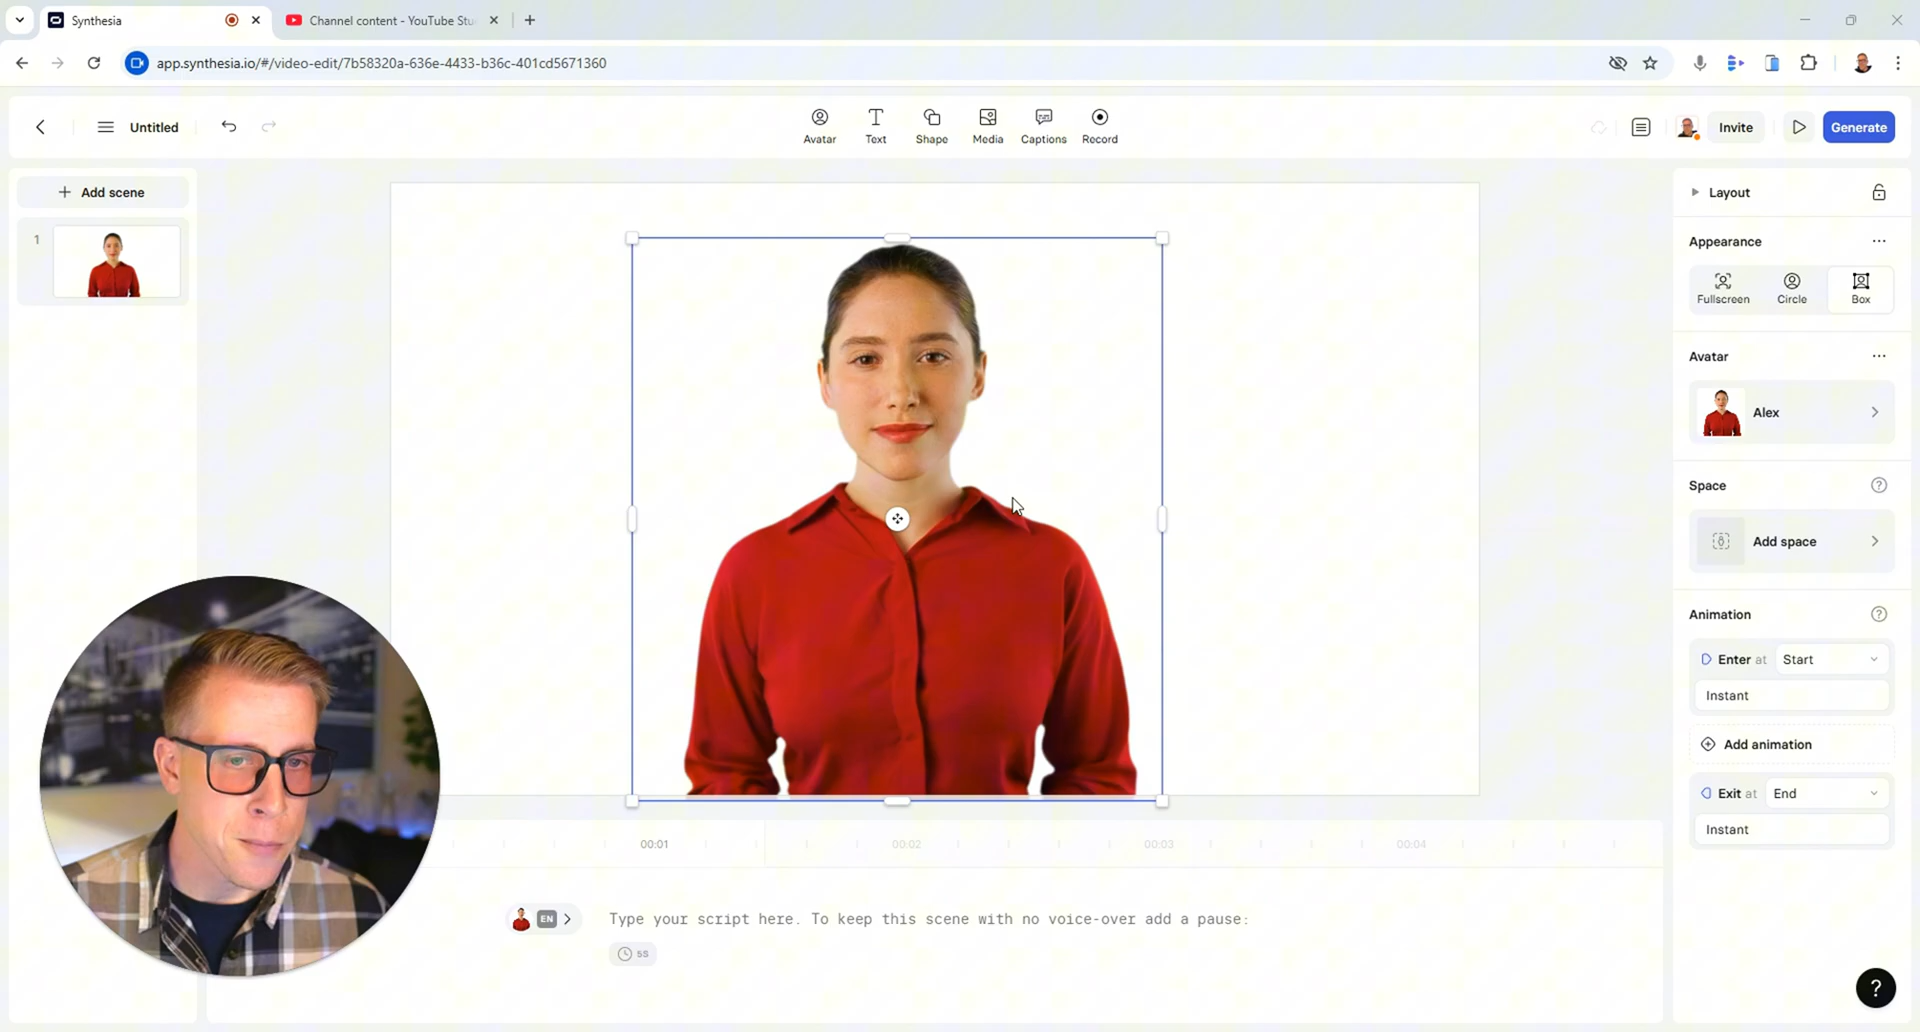 Synthesia
Channel content - YouTube Stu
app.synthesia.io/#/video-edit/7b58320a-636e-4433-b36c-401cd5671360
Untitled
Avatar
Text
Shape
Media
Captions
Record
Invite
Generate
Add scene
1
Layout
Appearance
Fullscreen
Circle
Box
Avatar
Alex
Space
Add space
Animation
Enter at Start
Instant
Add animation
Exit at End
Instant
00:01
00:02
00:03
00:04
EN
Type your script here. To keep this scene with no voice-over add a pause:
5S